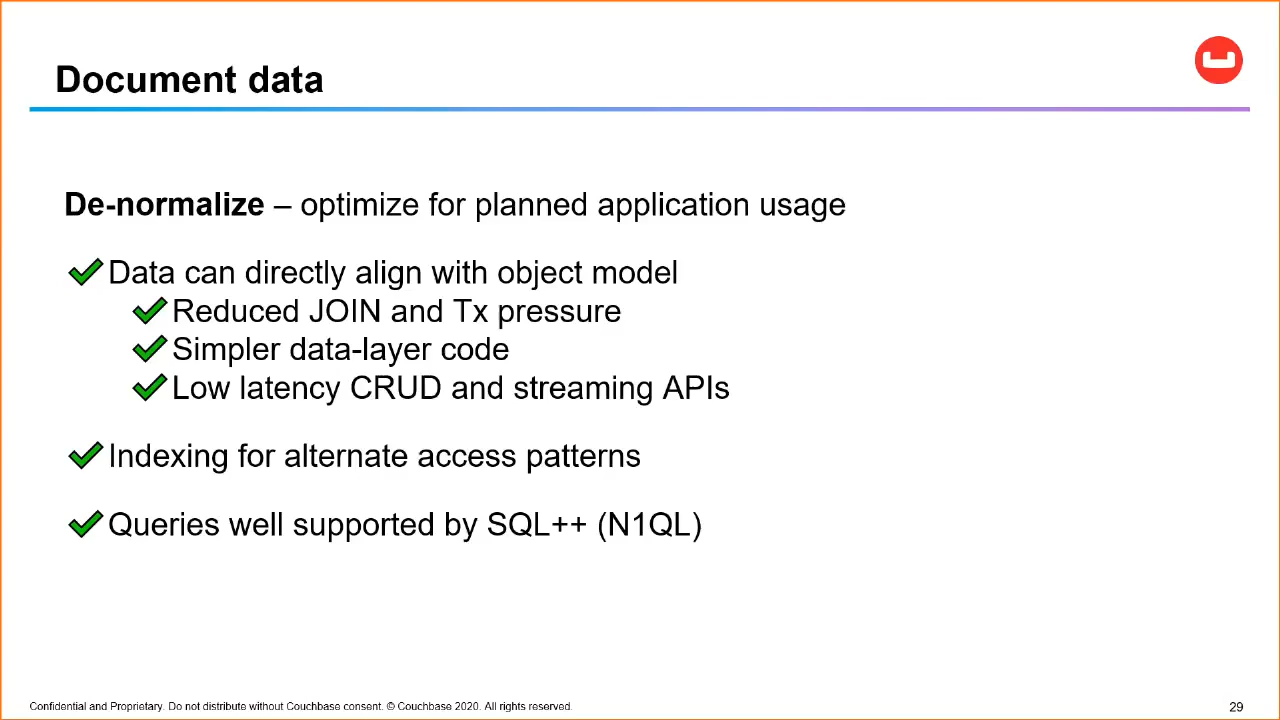 Document data
De-normalize – optimize for planned application usage
Data can directly align with object model
Reduced JOIN and Tx pressure
Simpler data-layer code
Low latency CRUD and streaming APIs
Indexing for alternate access patterns
Queries well supported by SQL++ (N1QL)
Confidential and Proprietary. Do not distribute without Couchbase consent. © Couchbase 2020. All rights reserved.
29